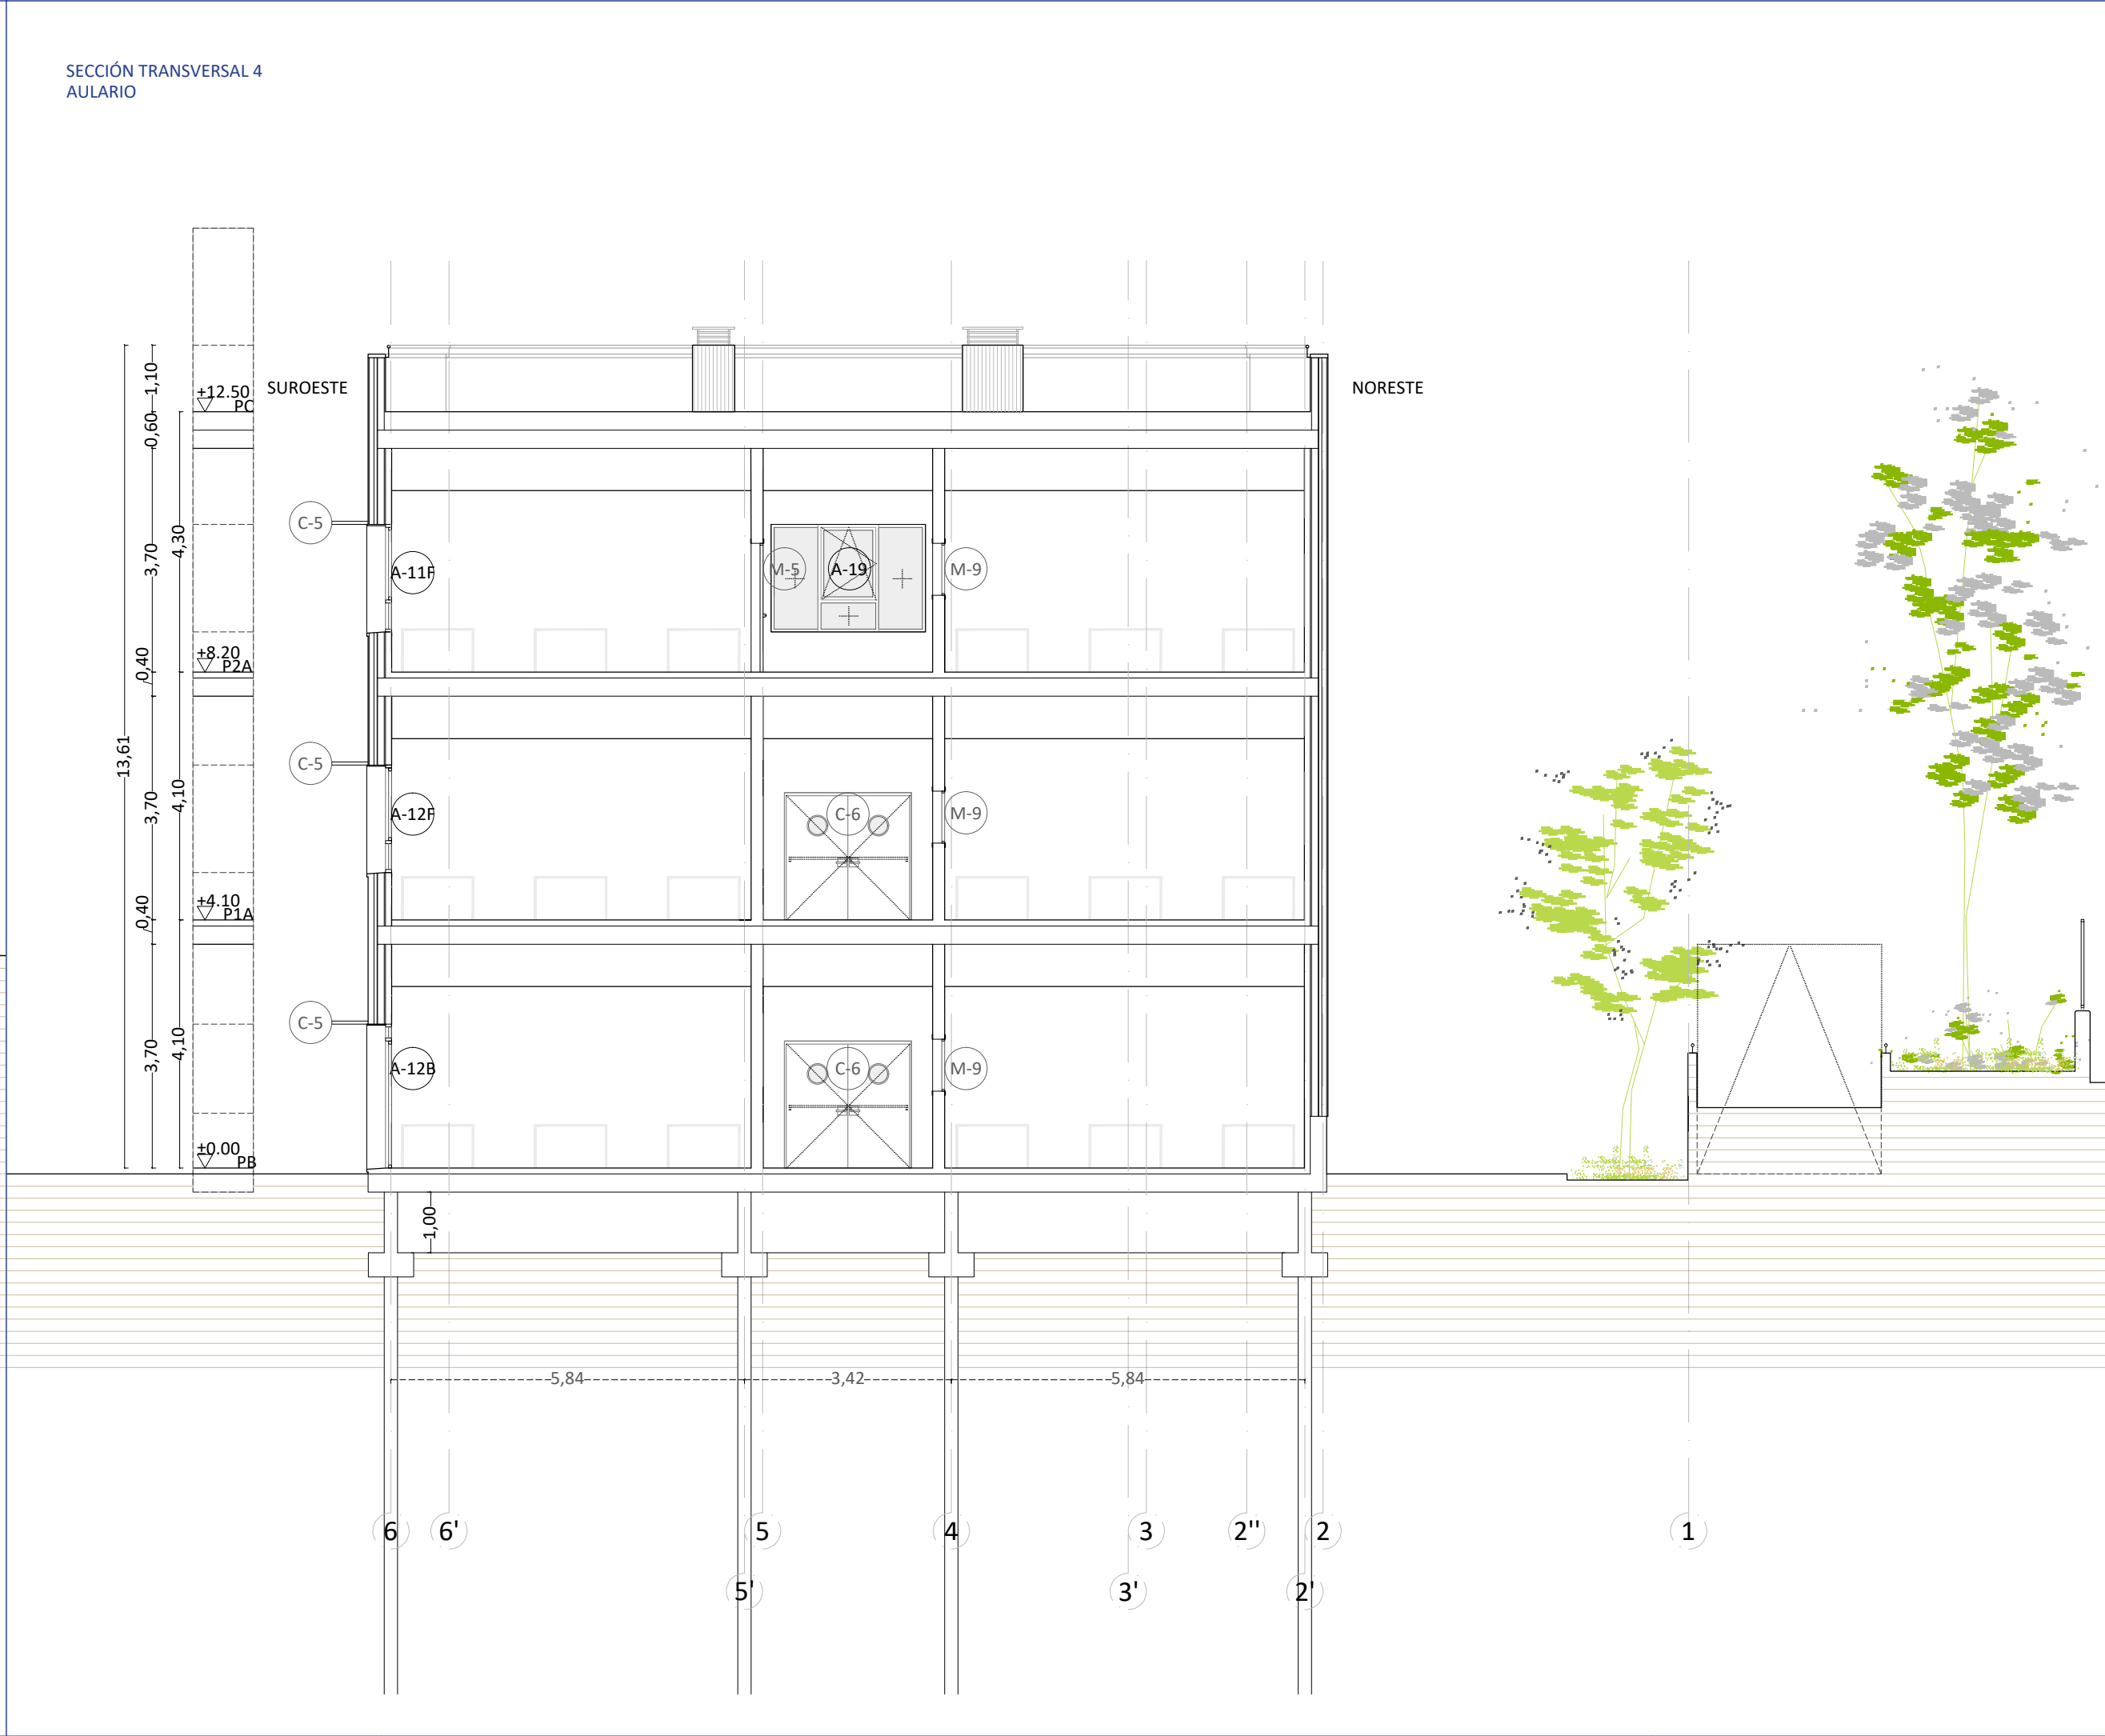 SECCIÓN TRANSVERSAL 4
AULARIO
SUROESTE
NORESTE
+12.50
PC
+8.20
P2A
+4.10
P1A
±0.00
PB
13,61
1,10
0,60
3,70
0,40
3,70
0,40
3,70
4,30
4,10
4,10
C-5
A-11F
M-5
A-19
M-9
C-5
A-12F
C-6
M-9
C-5
A-12B
C-6
M-9
1,00
5,84
3,42
5,84
6
6'
5
4
3
2''
2
1
5'
3'
2'